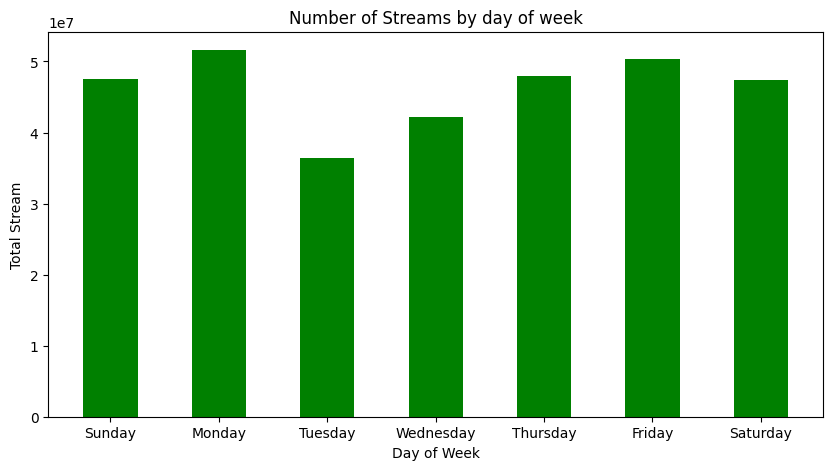 Number of Streams by day of week
1e7
5
4
3
2
1
0
Total Stream
Sunday Monday Tuesday Wednesday Thursday Friday Saturday
Day of Week